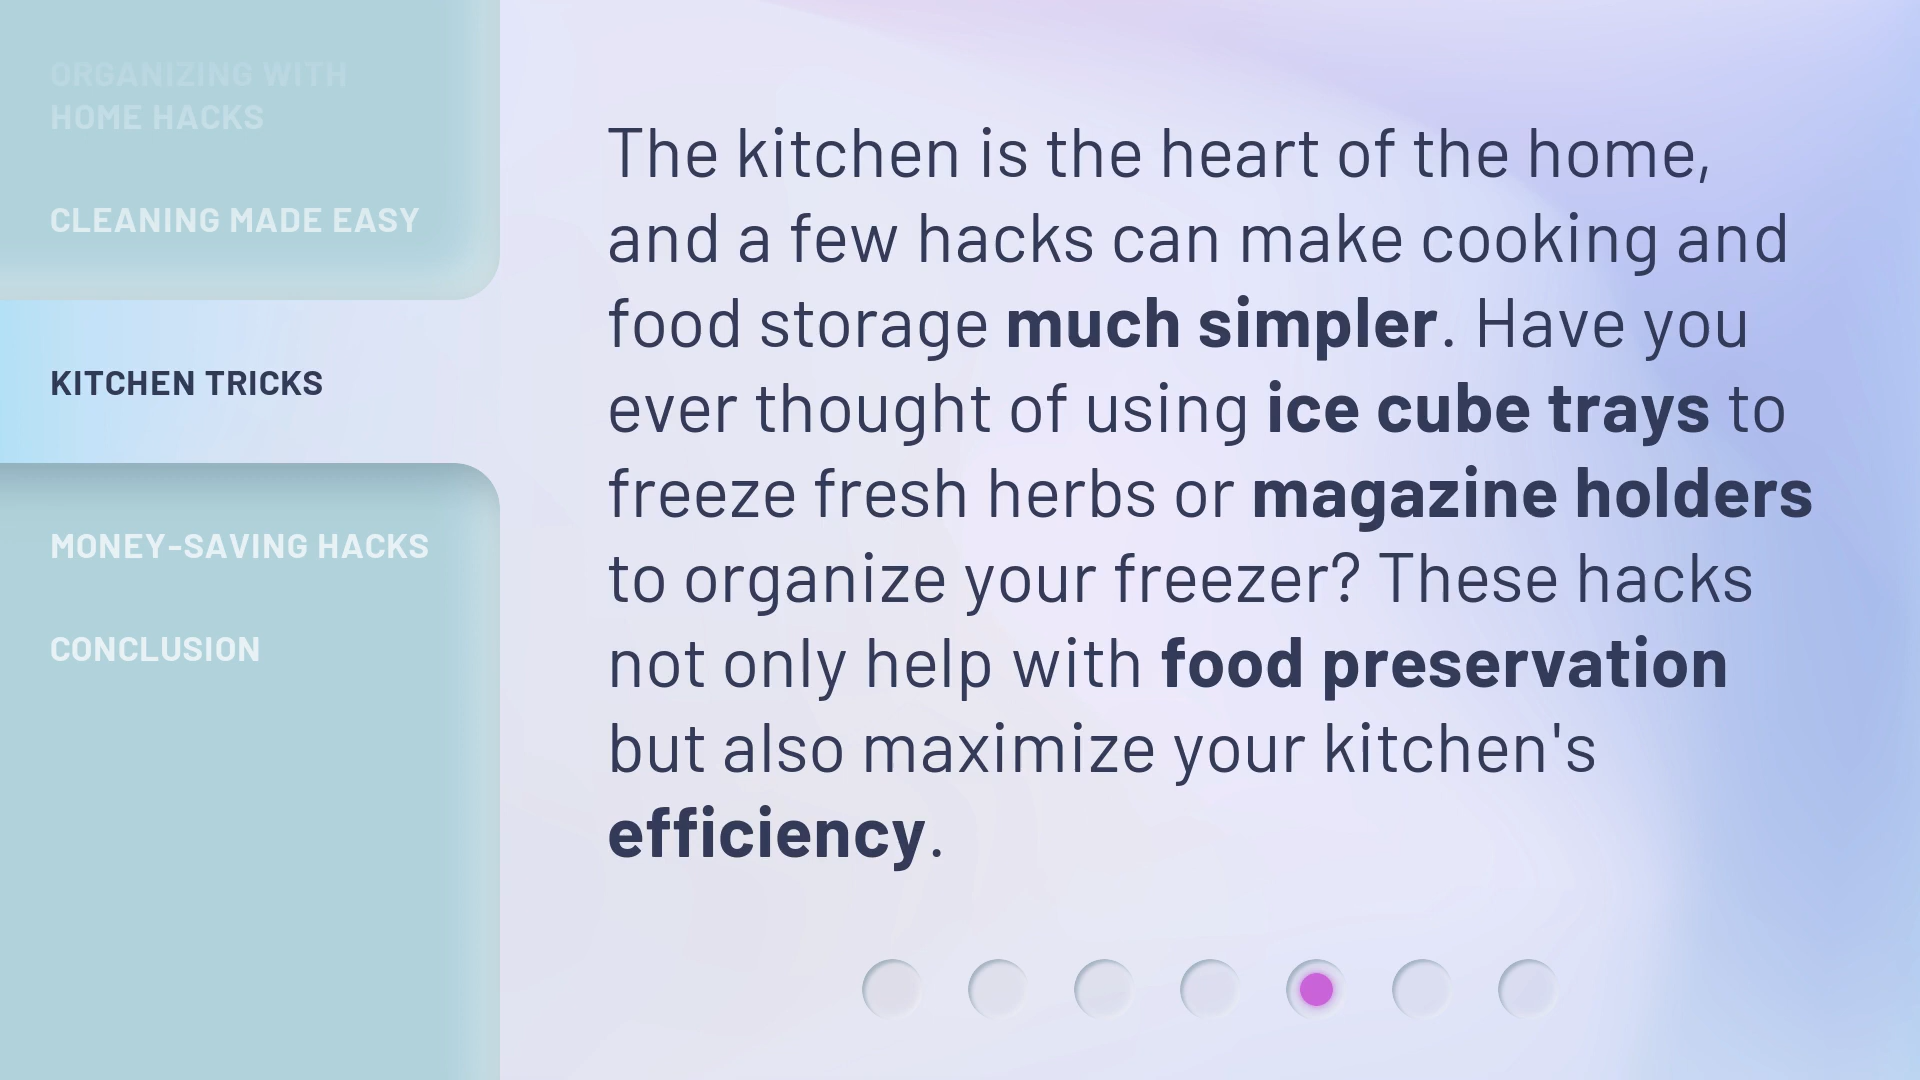 ORGANIZING WITH
HOME HACKS
CLEANING MADE EASY
KITCHEN TRICKS
MONEY-SAVING HACKS
CONCLUSION
The kitchen is the heart of the home,
and a few hacks can make cooking and
food storage much simpler. Have you
ever thought of using ice cube trays to
freeze fresh herbs or magazine holders
to organize your freezer? These hacks
not only help with food preservation
but also maximize your kitchen's
efficiency.